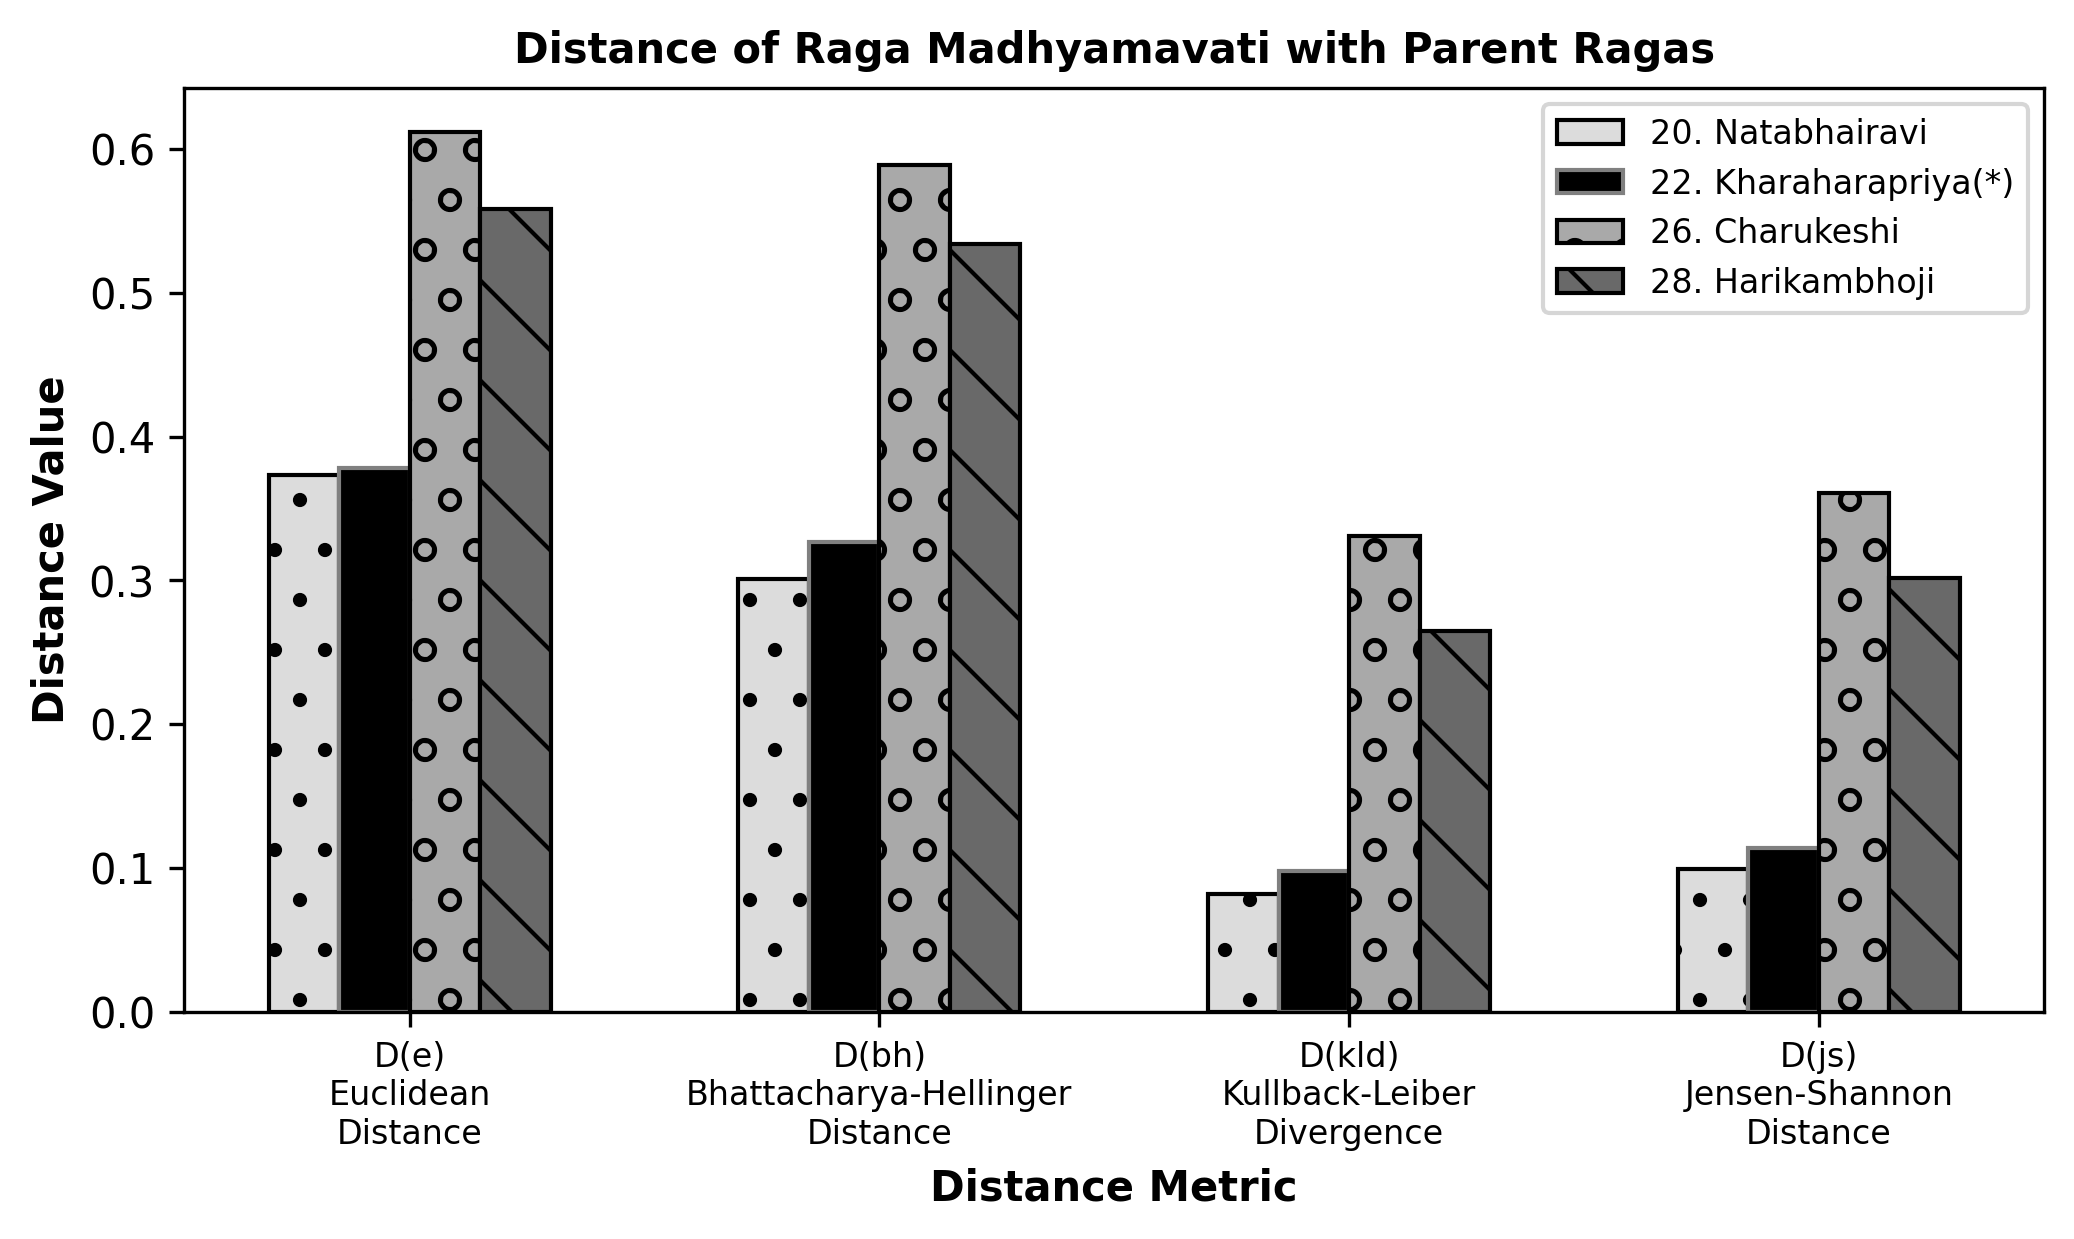 Distance of Raga Madhyamavati with Parent Ragas
20. Natabhairavi
22. Kharaharapriya(*)
26. Charukeshi
28. Harikambhoji
Distance Value
0.6
0.5
0.4
0.3
0.2
0.1
0.0
D(e)
Euclidean
Distance
D(bh)
Bhattacharya-Hellinger
Distance
D(kld)
Kullback-Leiber
Divergence
D(js)
Jensen-Shannon
Distance
Distance Metric